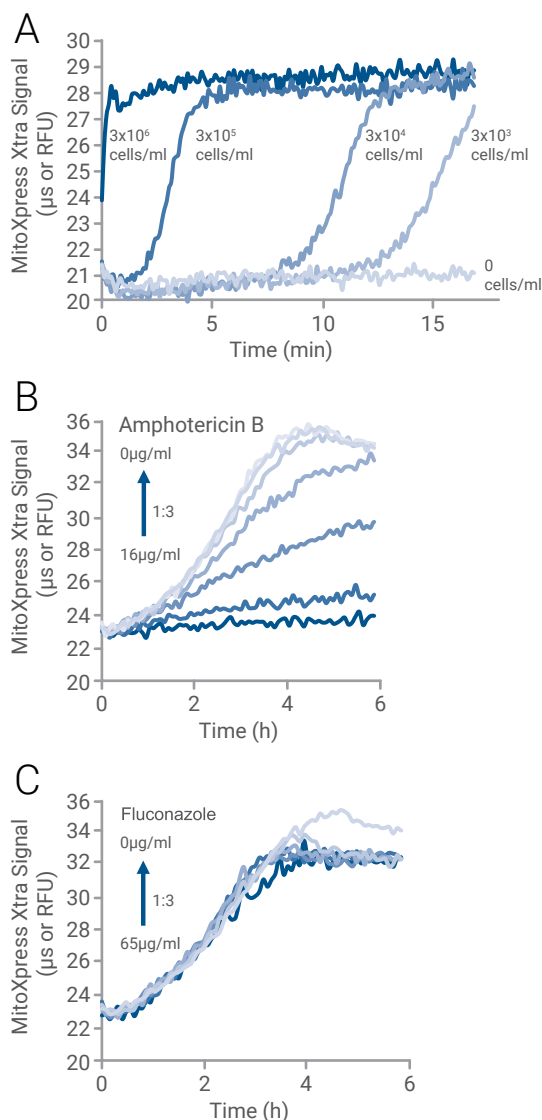 A
MitoXpress Xtra Signal
(µs or RFU)
30
29
28
27
26
25
24
23
22
21
20
3x10⁶
cells/ml
3x10⁵
cells/ml
3x10⁴
cells/ml
3x10³
cells/ml
0
cells/ml
0
5
10
15
Time (min)
B
MitoXpress Xtra Signal
(µs or RFU)
36
34
32
30
28
26
24
22
20
Amphotericin B
0µg/ml
1:3
16µg/ml
0
2
4
6
Time (h)
C
MitoXpress Xtra Signal
(µs or RFU)
36
34
32
30
28
26
24
22
20
Fluconazole
0µg/ml
1:3
65µg/ml
0
2
4
6
Time (h)